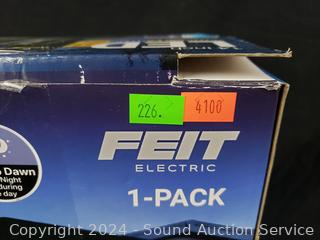 226.
4100
FEIT
ELECTRIC
1-PACK
Dawn
Night
during
day
Copyright 2024 - Sound Auction Service